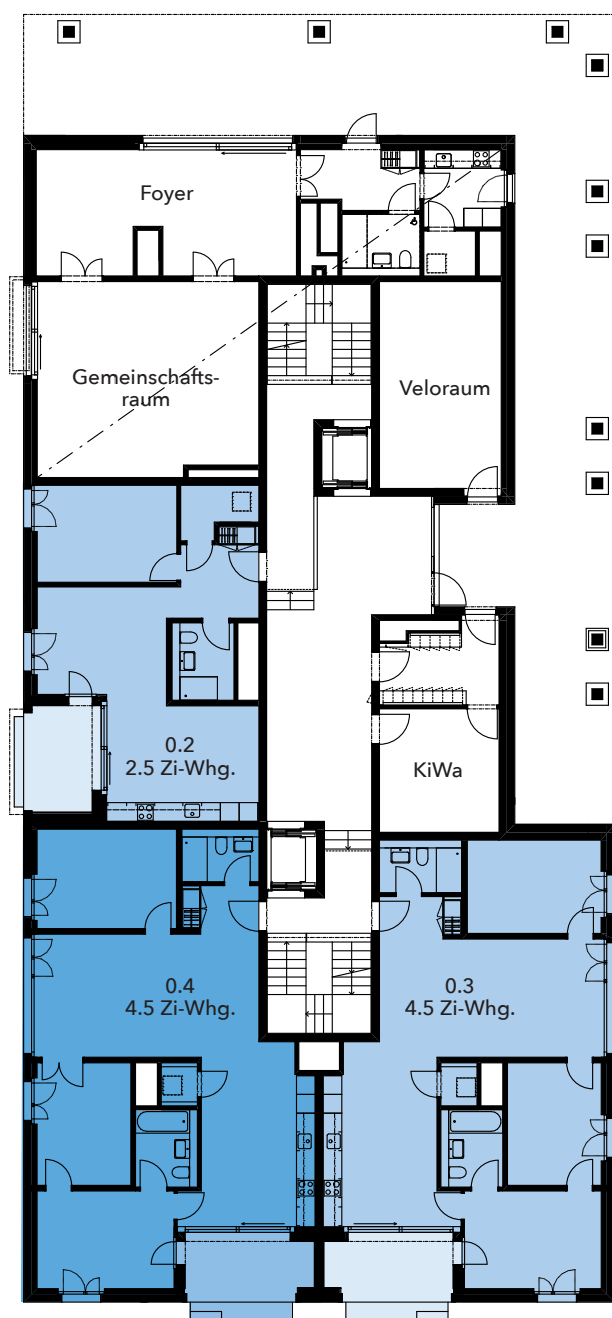 Foyer
Gemeinschafts-
raum
Veloraum
0.2
2.5 Zi-Whg.
KiWa
0.4
4.5 Zi-Whg.
0.3
4.5 Zi-Whg.